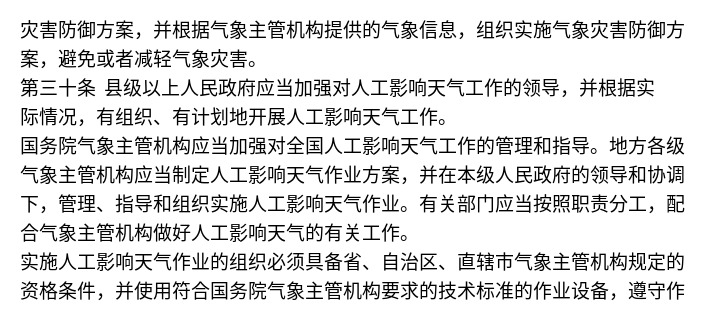 灾害防御方案，并根据气象主管机构提供的气象信息，组织实施气象灾害防御方
案，避免或者减轻气象灾害。
第三十条 县级以上人民政府应当加强对人工影响天气工作的领导，并根据实
际情况，有组织、有计划地开展人工影响天气工作。
国务院气象主管机构应当加强对全国人工影响天气工作的管理和指导。地方各级
气象主管机构应当制定人工影响天气作业方案，并在本级人民政府的领导和协调
下，管理、指导和组织实施人工影响天气作业。有关部门应当按照职责分工，配
合气象主管机构做好人工影响天气的有关工作。
实施人工影响天气作业的组织必须具备省、自治区、直辖市气象主管机构规定的
资格条件，并使用符合国务院气象主管机构要求的技术标准的作业设备，遵守作